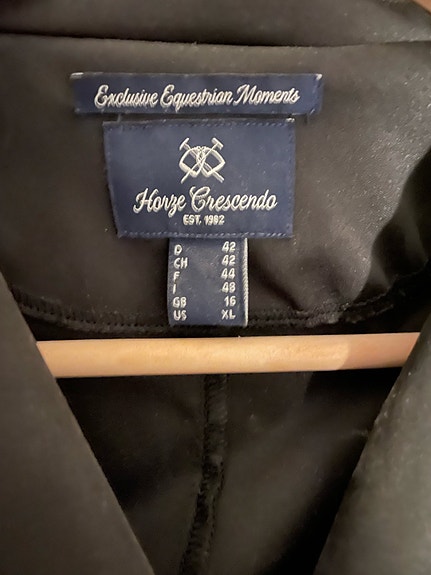 Exclusive Equestrian Moments
Horze Crescendo
EST. 1982
D 42
CH 42
F 44
I 48
GB 16
US XL